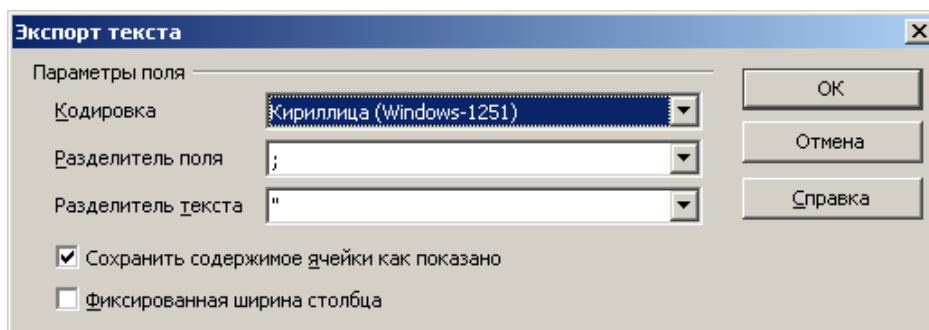 Экспорт текста
Параметры поля
Кодировка
Кириллица (Windows-1251)
Разделитель поля
;
Разделитель текста
"
Сохранить содержимое ячейки как показано
Фиксированная ширина столбца
ОК
Отмена
Справка